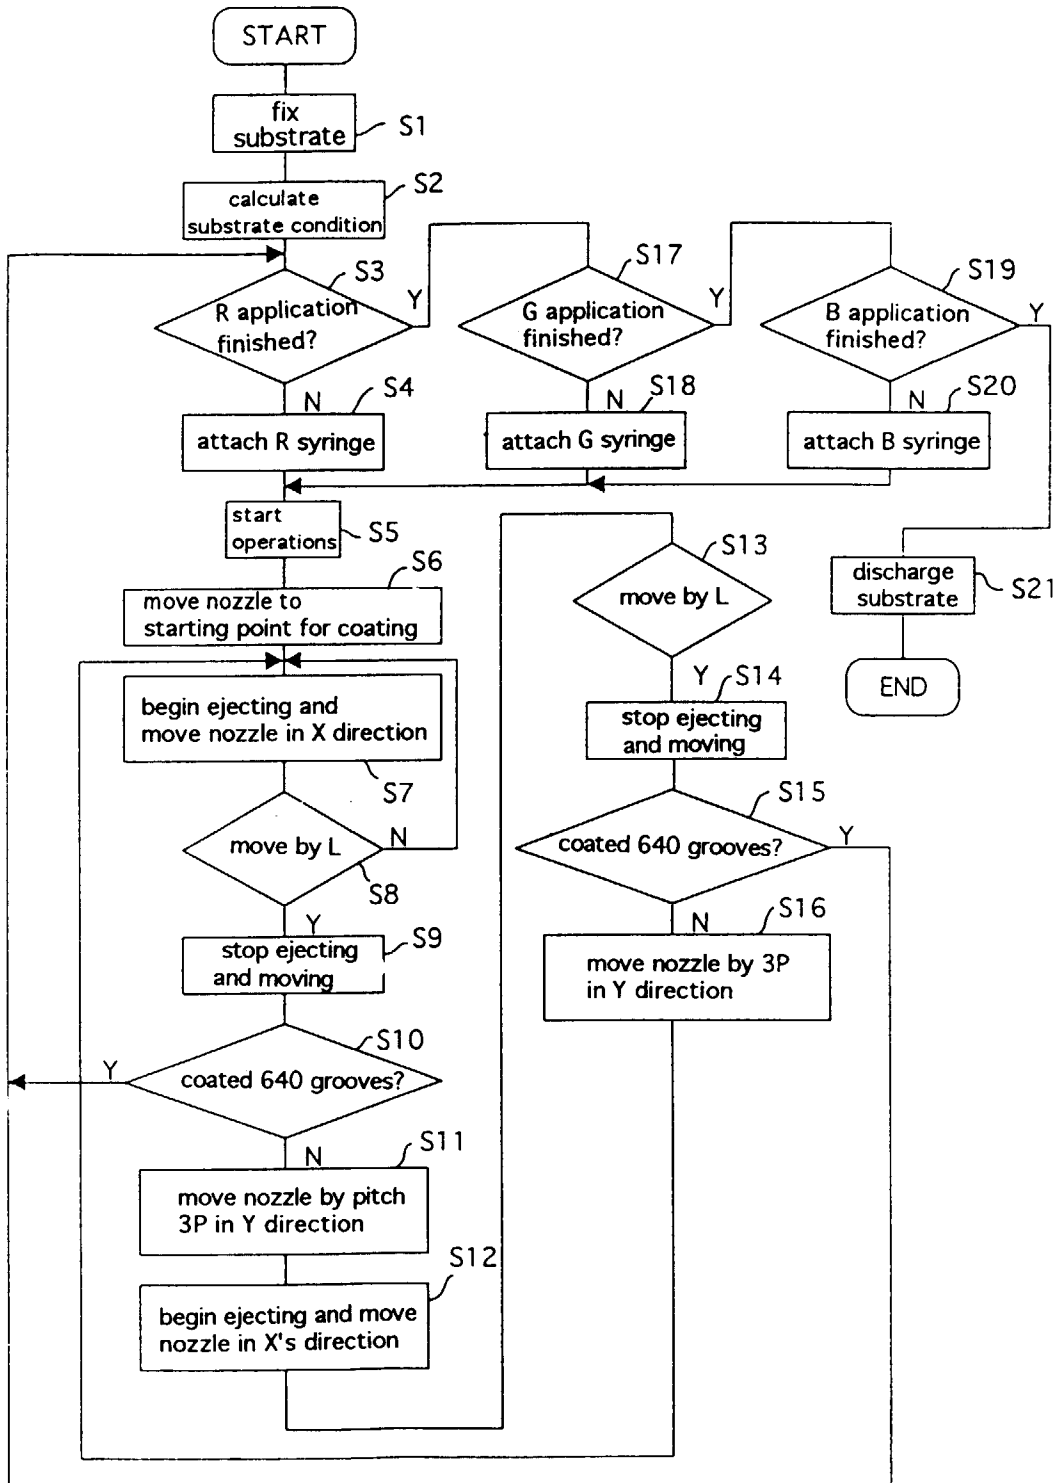 START
fix
substrate
S1
calculate
substrate condition
S2
R application
finished?
S3
Y
N
G application
finished?
S17
Y
N
B application
finished?
S19
Y
N
attach R syringe
S4
attach G syringe
S18
attach B syringe
S20
start
operations
S5
move nozzle to
starting point for coating
S6
begin ejecting and
move nozzle in X direction
S7
move by L
S8
N
Y
stop ejecting
and moving
S9
coated 640 grooves?
S10
Y
N
move nozzle by pitch
3P in Y direction
S11
begin ejecting and move
nozzle in X's direction
S12
move by L
S13
Y
stop ejecting
and moving
S14
coated 640 grooves?
S15
Y
N
move nozzle by 3P
in Y direction
S16
discharge
substrate
S21
END